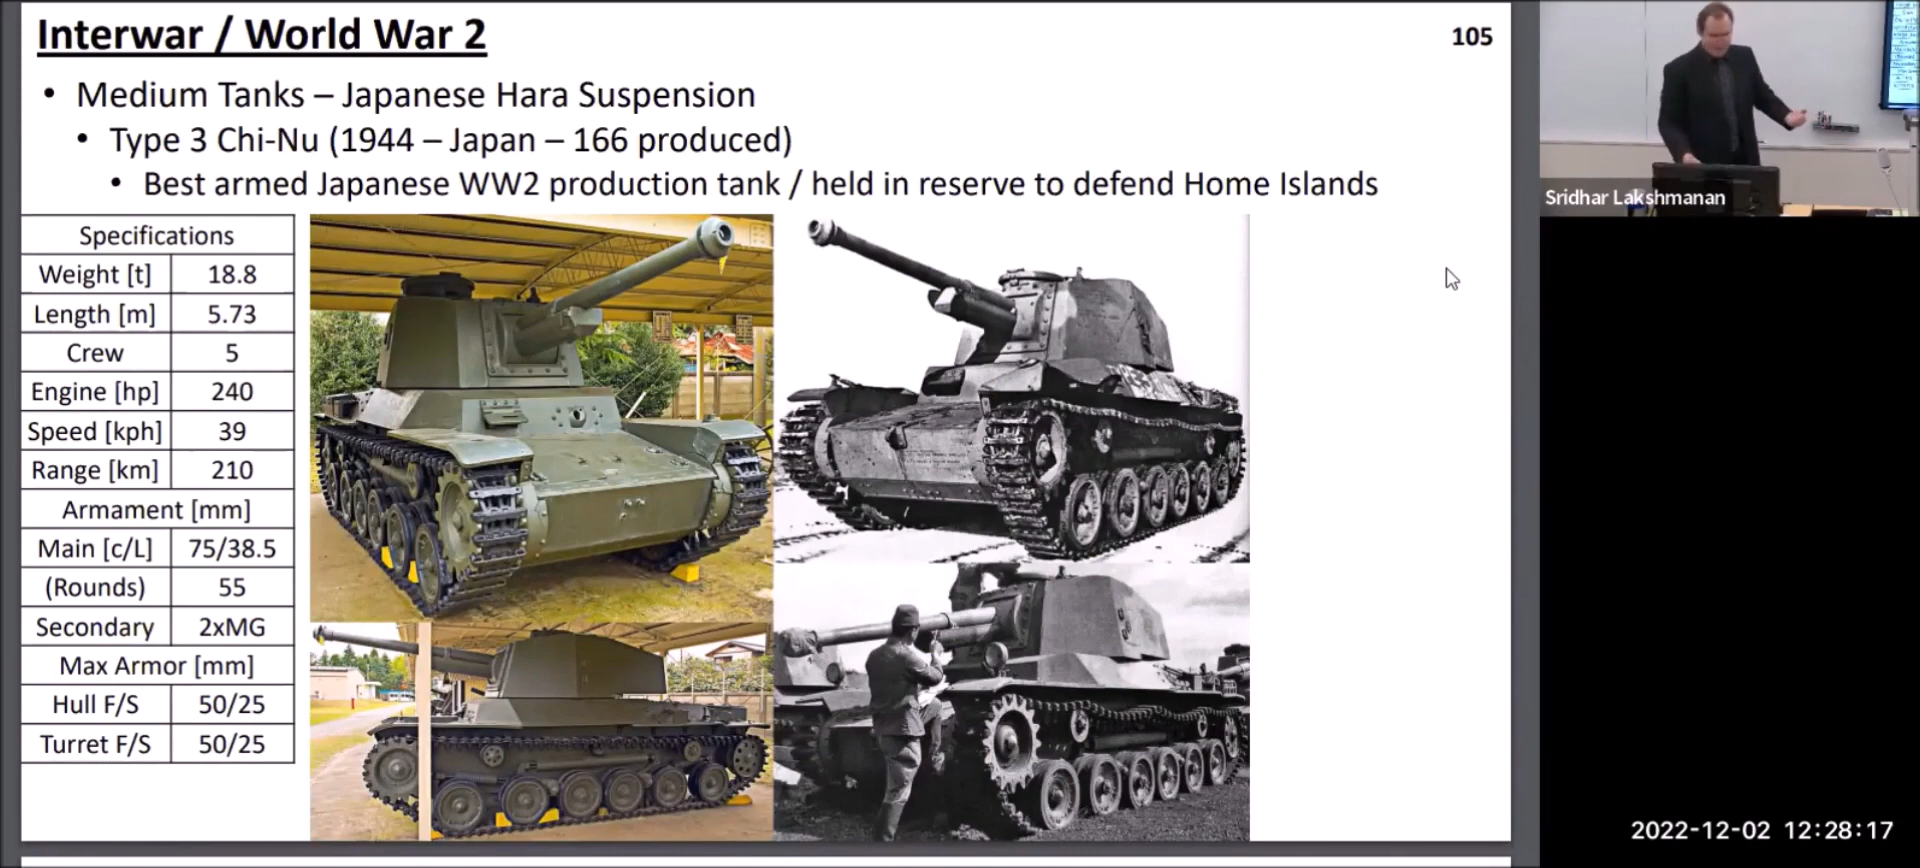 Interwar / World War 2
105
• Medium Tanks – Japanese Hara Suspension
• Type 3 Chi-Nu (1944 – Japan – 166 produced)
• Best armed Japanese WW2 production tank / held in reserve to defend Home Islands
Specifications
Weight [t] 18.8
Length [m] 5.73
Crew 5
Engine [hp] 240
Speed [kph] 39
Range [km] 210
Armament [mm]
Main [c/L] 75/38.5
(Rounds) 55
Secondary 2xMG
Max Armor [mm]
Hull F/S 50/25
Turret F/S 50/25
Sridhar Lakshmanan
2022-12-02 12:28:17